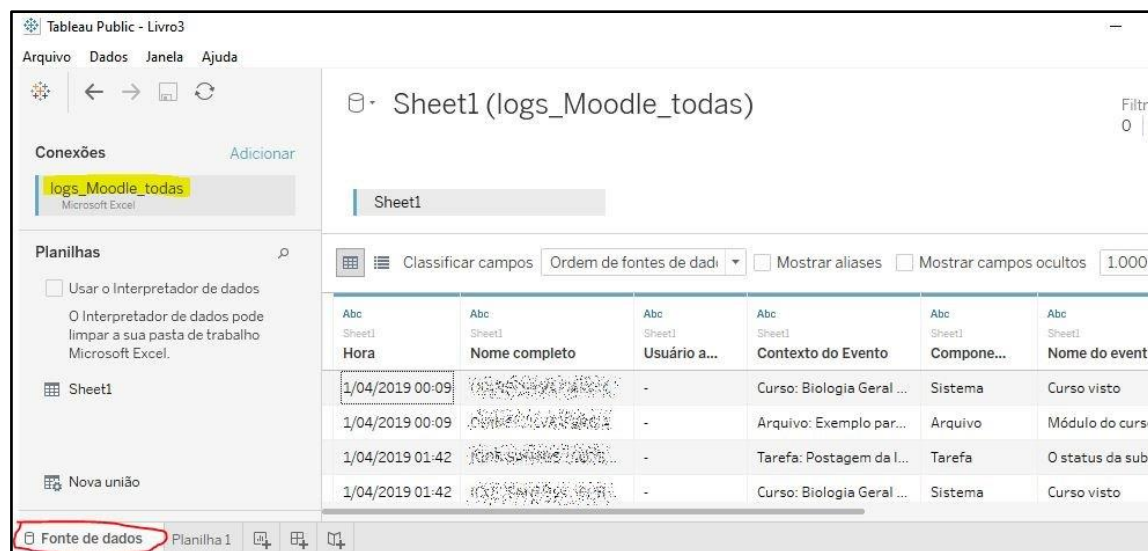 Tableau Public - Livro3
Arquivo Dados Janela Ajuda
Sheet1 (logs_Moodle_todas)
Filtr
0
Conexões Adicionar
logs_Moodle_todas
Microsoft Excel
Sheet1
Planilhas
Classificar campos Ordem de fontes de dad Mostrar aliases Mostrar campos ocultos 1.000
Usar o Interpretador de dados
O Interpretador de dados pode
limpar a sua pasta de trabalho
Microsoft Excel.
Sheet1
Nova união
Abc Abc Abc Abc Abc Abc
Sheet1 Sheet1 Sheet1 Sheet1 Sheet1 Sheet1
Hora Nome completo Usuário a... Contexto do Evento Compone... Nome do event
1/04/2019 00:09 - Curso: Biologia Geral ... Sistema Curso visto
1/04/2019 00:09 - Arquivo: Exemplo par... Arquivo Módulo do curs
1/04/2019 01:42 - Tarefa: Postagem da I... Tarefa O status da sub
1/04/2019 01:42 - Curso: Biologia Geral ... Sistema Curso visto
Fonte de dados Planilha 1